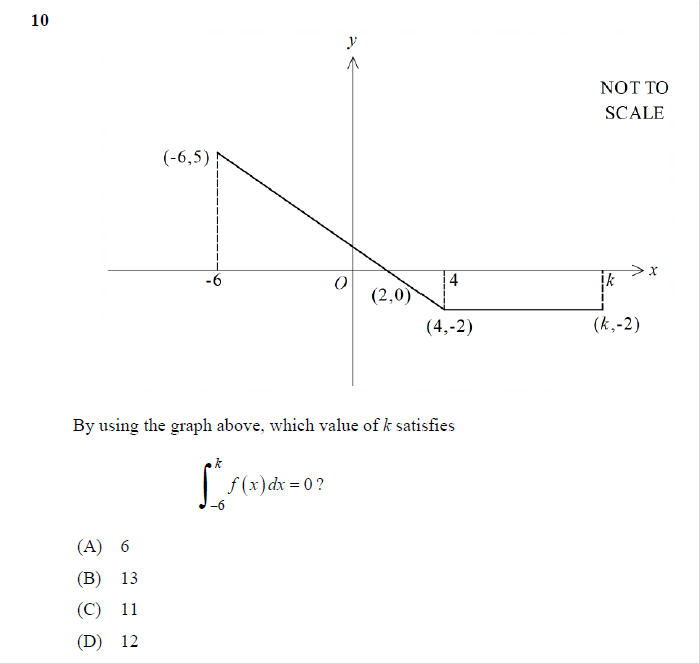 10
y
NOT TO
SCALE
(-6,5)
-6
O
4
k
x
(2,0)
(4,-2)
(k,-2)
By using the graph above, which value of k satisfies
∫₋₆ᵏ f(x)dx = 0?
(A) 6
(B) 13
(C) 11
(D) 12